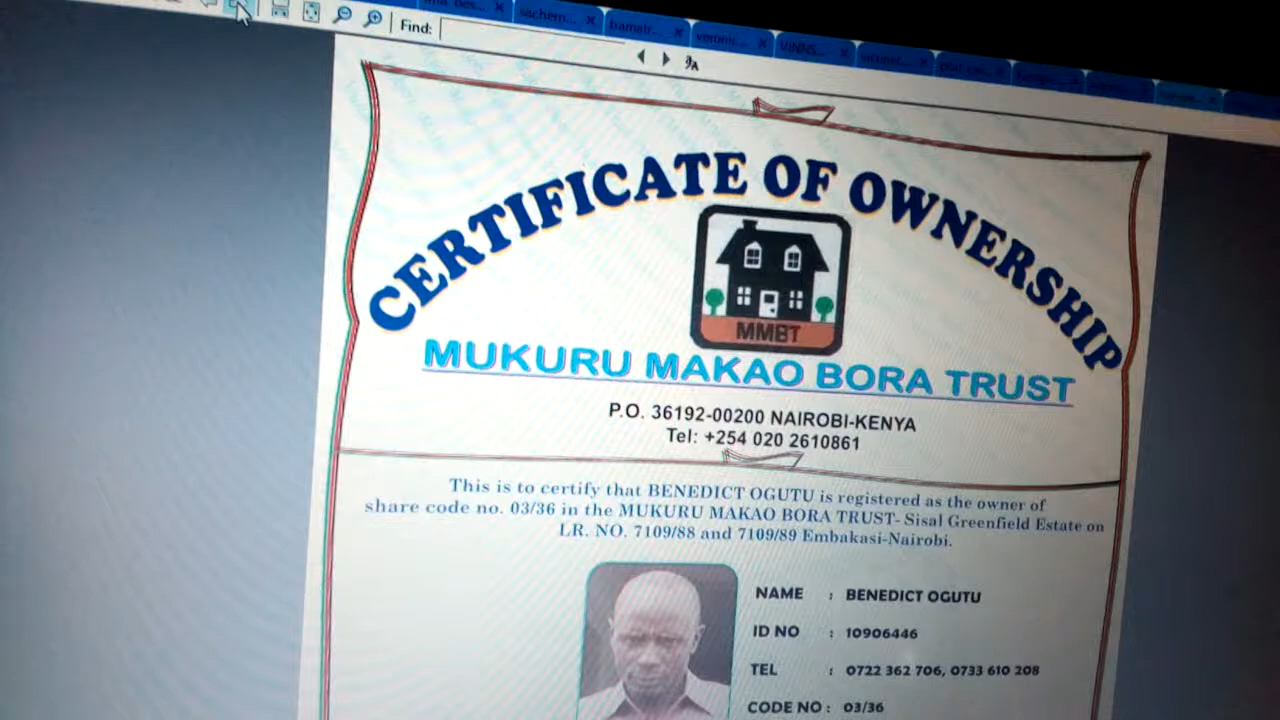 Find:
sachem...
VINNS...
CERTIFICATE OF OWNERSHIP
MMBT
MUKURU MAKAO BORA TRUST
P.O. 36192-00200 NAIROBI-KENYA
Tel: +254 020 2610861
This is to certify that BENEDICT OGUTU is registered as the owner of
share code no. 03/36 in the MUKURU MAKAO BORA TRUST- Sisal Greenfield Estate on
LR. NO. 7109/88 and 7109/89 Embakasi-Nairobi.
NAME : BENEDICT OGUTU
ID NO : 10906446
TEL : 0722 362 706, 0733 610 208
CODE NO : 03/36